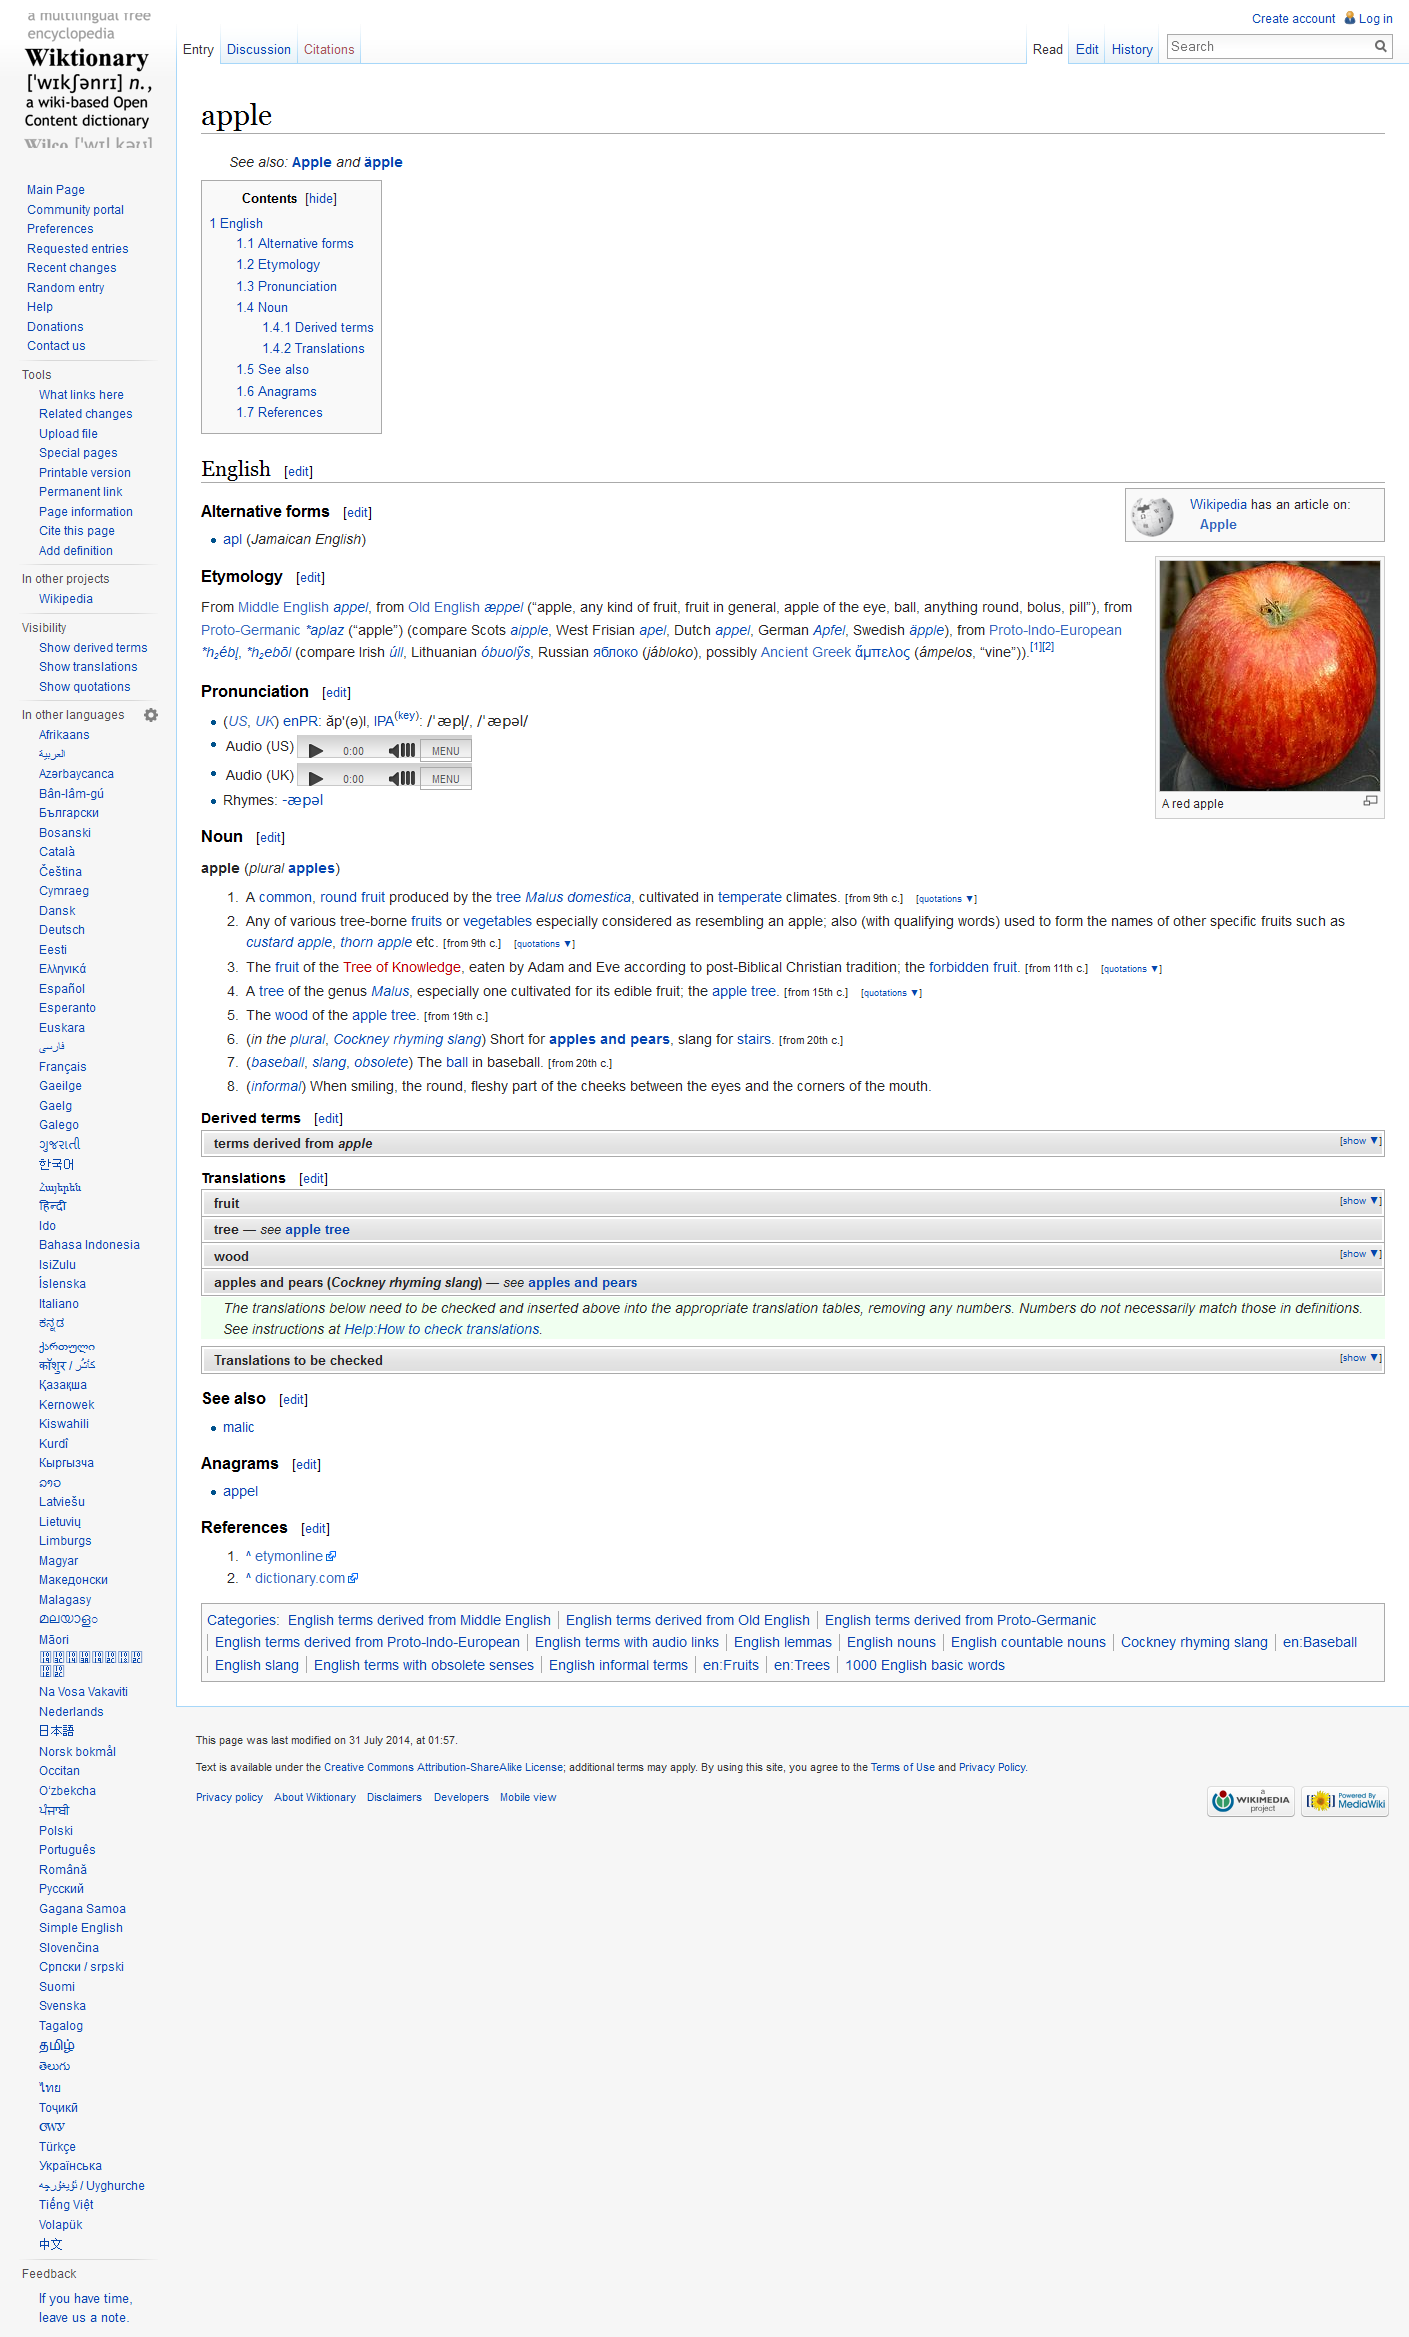 a multilingual free
encyclopedia
Wiktionary
[ˈwɪkʃənrɪ] n.,
a wiki-based Open
Content dictionary
Wilco [ˈwɪl kəʊ]
Create account Log in
Entry Discussion Citations Read Edit History Search
apple
See also: Apple and äpple
Contents [hide]
1 English
1.1 Alternative forms
1.2 Etymology
1.3 Pronunciation
1.4 Noun
1.4.1 Derived terms
1.4.2 Translations
1.5 See also
1.6 Anagrams
1.7 References
English [edit]
Wikipedia has an article on:
Apple
Alternative forms [edit]
apl (Jamaican English)
A red apple
Etymology [edit]
From Middle English appel, from Old English æppel (“apple, any kind of fruit, fruit in general, apple of the eye, ball, anything round, bolus, pill”), from
Proto-Germanic *aplaz (“apple”) (compare Scots aipple, West Frisian apel, Dutch appel, German Apfel, Swedish äpple), from Proto-Indo-European
*h₂ébl̥, *h₂ebōl (compare Irish úll, Lithuanian óbuolỹs, Russian яблоко (jábloko), possibly Ancient Greek ἄμπελος (ámpelos, “vine”)).[1][2]
Pronunciation [edit]
(US, UK) enPR: ăp'(ə)l, IPA(key): /ˈæpl̩/, /ˈæpəl/
Audio (US) 0:00 MENU
Audio (UK) 0:00 MENU
Rhymes: -æpəl
Noun [edit]
apple (plural apples)
1. A common, round fruit produced by the tree Malus domestica, cultivated in temperate climates. [from 9th c.] [quotations ▼]
2. Any of various tree-borne fruits or vegetables especially considered as resembling an apple; also (with qualifying words) used to form the names of other specific fruits such as
custard apple, thorn apple etc. [from 9th c.] [quotations ▼]
3. The fruit of the Tree of Knowledge, eaten by Adam and Eve according to post-Biblical Christian tradition; the forbidden fruit. [from 11th c.] [quotations ▼]
4. A tree of the genus Malus, especially one cultivated for its edible fruit; the apple tree. [from 15th c.] [quotations ▼]
5. The wood of the apple tree. [from 19th c.]
6. (in the plural, Cockney rhyming slang) Short for apples and pears, slang for stairs. [from 20th c.]
7. (baseball, slang, obsolete) The ball in baseball. [from 20th c.]
8. (informal) When smiling, the round, fleshy part of the cheeks between the eyes and the corners of the mouth.
Derived terms [edit]
terms derived from apple [show ▼]
Translations [edit]
fruit [show ▼]
tree — see apple tree
wood [show ▼]
apples and pears (Cockney rhyming slang) — see apples and pears
The translations below need to be checked and inserted above into the appropriate translation tables, removing any numbers. Numbers do not necessarily match those in definitions.
See instructions at Help:How to check translations.
Translations to be checked [show ▼]
See also [edit]
malic
Anagrams [edit]
appel
References [edit]
1. ^ etymonline
2. ^ dictionary.com
Categories: English terms derived from Middle English | English terms derived from Old English | English terms derived from Proto-Germanic
| English terms derived from Proto-Indo-European | English terms with audio links | English lemmas | English nouns | English countable nouns | Cockney rhyming slang | en:Baseball
| English slang | English terms with obsolete senses | English informal terms | en:Fruits | en:Trees | 1000 English basic words
Main Page
Community portal
Preferences
Requested entries
Recent changes
Random entry
Help
Donations
Contact us
Tools
What links here
Related changes
Upload file
Special pages
Printable version
Permanent link
Page information
Cite this page
Add definition
In other projects
Wikipedia
Visibility
Show derived terms
Show translations
Show quotations
In other languages
Afrikaans
العربية
Azərbaycanca
Bân-lâm-gú
Български
Bosanski
Català
Čeština
Cymraeg
Dansk
Deutsch
Eesti
Ελληνικά
Español
Esperanto
Euskara
فارسی
Français
Gaeilge
Gaelg
Galego
ગુજરાતી
한국어
Հայերեն
हिन्दी
Ido
Bahasa Indonesia
IsiZulu
Íslenska
Italiano
ಕನ್ನಡ
ქართული
कॉशुर / کٲشُر
Қазақша
Kernowek
Kiswahili
Kurdî
Кыргызча
ລາວ
Latviešu
Lietuvių
Limburgs
Magyar
Македонски
Malagasy
മലയാളം
Māori
Na Vosa Vakaviti
Nederlands
日本語
Norsk bokmål
Occitan
Oʻzbekcha
ਪੰਜਾਬੀ
Polski
Português
Română
Русский
Gagana Samoa
Simple English
Slovenčina
Српски / srpski
Suomi
Svenska
Tagalog
தமிழ்
తెలుగు
ไทย
Тоҷикӣ
ᏣᎳᎩ
Türkçe
Українська
ئۇيغۇرچە / Uyghurche
Tiếng Việt
Volapük
中文
Feedback
If you have time,
leave us a note.
This page was last modified on 31 July 2014, at 01:57.
Text is available under the Creative Commons Attribution-ShareAlike License; additional terms may apply. By using this site, you agree to the Terms of Use and Privacy Policy.
Privacy policy About Wiktionary Disclaimers Developers Mobile view
a
WIKIMEDIA
project
Powered By
MediaWiki